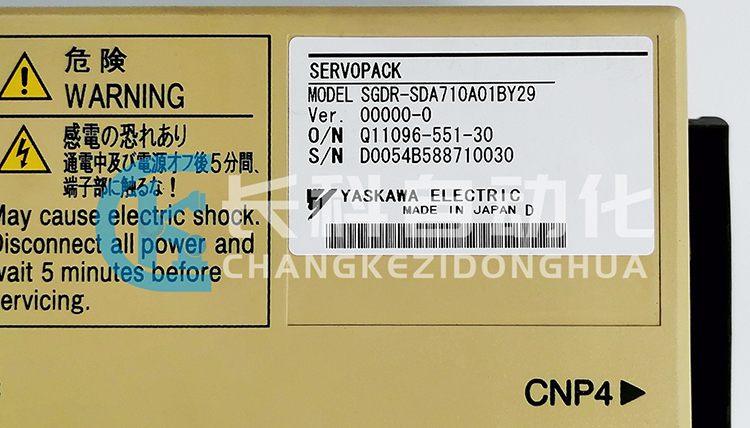 危険
WARNING
感電の恐れあり
通電中及び電源オフ後5分間、
端子部に触るな!
May cause electric shock.
Disconnect all power and
wait 5 minutes before
servicing.
SERVOPACK
MODEL SGDR-SDA710A01BY29
Ver. 00000-0
O/N Q11096-551-30
S/N D0054B588710030
YASKAWA ELECTRIC
MADE IN JAPAN D
长科自动化
CHANGKEZIDONGHUA
CNP4